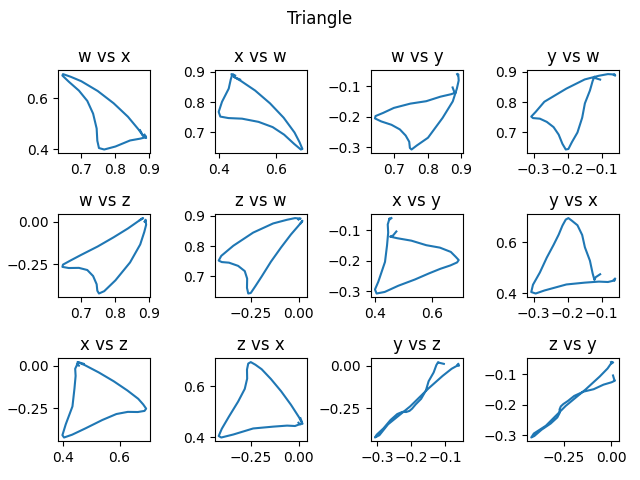 Triangle
w vs x
x vs w
w vs y
y vs w
0.6
0.4
0.7 0.8 0.9
0.9
0.8
0.7
0.4 0.6
−0.1
−0.2
−0.3
0.7 0.8 0.9
0.9
0.8
0.7
−0.3 −0.2 −0.1
w vs z
z vs w
x vs y
y vs x
0.00
−0.25
0.7 0.8 0.9
0.9
0.8
0.7
−0.25 0.00
−0.1
−0.2
−0.3
0.4 0.6
0.6
0.4
−0.3 −0.2 −0.1
x vs z
z vs x
y vs z
z vs y
0.00
−0.25
0.4 0.6
0.6
0.4
−0.25 0.00
0.00
−0.25
−0.3 −0.2 −0.1
−0.1
−0.2
−0.3
−0.25 0.00